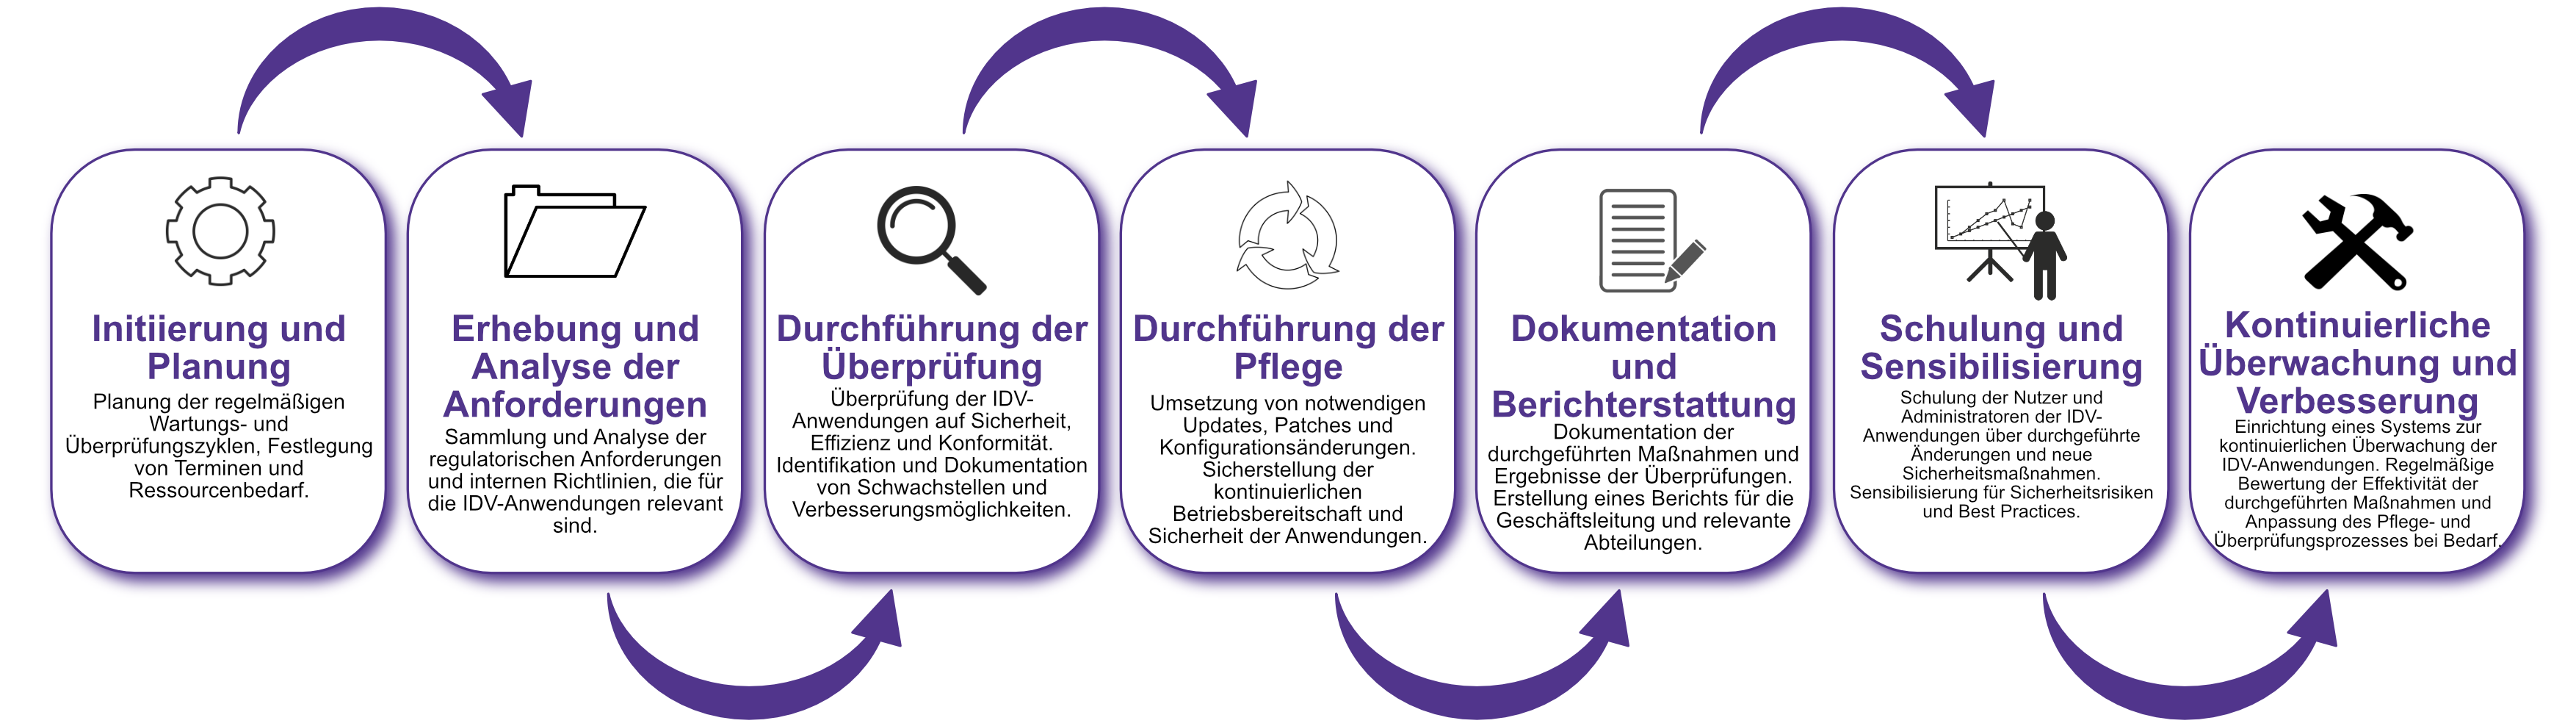 Initiierung und
Planung
Planung der regelmäßigen
Wartungs- und
Überprüfungszyklen, Festlegung
von Terminen und
Ressourcenbedarf.
Erhebung und
Analyse der
Anforderungen
Sammlung und Analyse der
regulatorischen Anforderungen
und internen Richtlinien, die für
die IDV-Anwendungen relevant
sind.
Durchführung der
Überprüfung
Überprüfung der IDV-
Anwendungen auf Sicherheit,
Effizienz und Konformität.
Identifikation und Dokumentation
von Schwachstellen und
Verbesserungsmöglichkeiten.
Durchführung der
Pflege
Umsetzung von notwendigen
Updates, Patches und
Konfigurationsänderungen.
Sicherstellung der
kontinuierlichen
Betriebsbereitschaft und
Sicherheit der Anwendungen.
Dokumentation
und
Berichterstattung
Dokumentation der
durchgeführten Maßnahmen und
Ergebnisse der Überprüfungen.
Erstellung eines Berichts für die
Geschäftsleitung und relevante
Abteilungen.
Schulung und
Sensibilisierung
Schulung der Nutzer und
Administratoren der IDV-
Anwendungen über durchgeführte
Änderungen und neue
Sicherheitsmaßnahmen.
Sensibilisierung für Sicherheitsrisiken
und Best Practices.
Kontinuierliche
Überwachung und
Verbesserung
Einrichtung eines Systems zur
kontinuierlichen Überwachung der
IDV-Anwendungen. Regelmäßige
Bewertung der Effektivität der
durchgeführten Maßnahmen und
Anpassung des Pflege- und
Überprüfungsprozesses bei Bedarf.